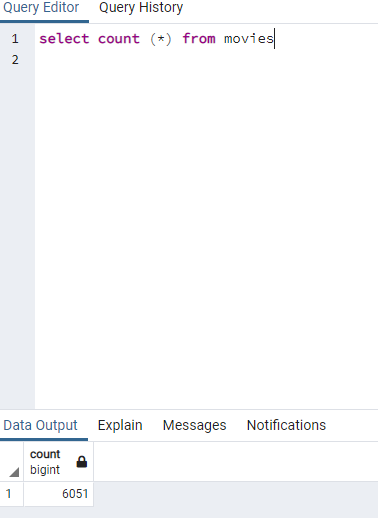 Query Editor Query History
1 select count (*) from movies
2
Data Output Explain Messages Notifications
count
bigint
1 6051